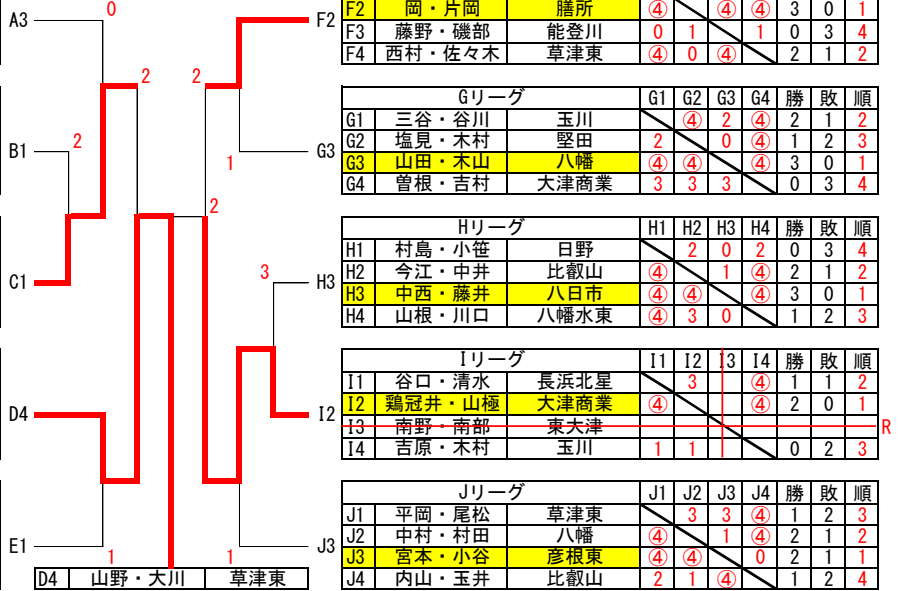 0
A3
F2
2
2
B1
2
G3
1
2
C1
3
H3
D4
I2
E1
1
1
J3
D4 山野・大川 草津東
F2 岡・片岡 膳所 ④ ④ ④ 3 0 1
F3 藤野・磯部 能登川 0 1 1 0 3 4
F4 西村・佐々木 草津東 ④ 0 ④ 2 1 2
Gリーグ G1 G2 G3 G4 勝 敗 順
G1 三谷・谷川 玉川 ④ 2 ④ 2 1 2
G2 塩見・木村 堅田 2 0 ④ 1 2 3
G3 山田・木山 八幡 ④ ④ ④ 3 0 1
G4 曽根・吉村 大津商業 3 3 3 0 3 4
Hリーグ H1 H2 H3 H4 勝 敗 順
H1 村島・小笹 日野 2 0 2 0 3 4
H2 今江・中井 比叡山 ④ 1 ④ 2 1 2
H3 中西・藤井 八日市 ④ ④ ④ 3 0 1
H4 山根・川口 八幡水東 ④ 3 0 1 2 3
Iリーグ I1 I2 I3 I4 勝 敗 順
I1 谷口・清水 長浜北星 3 ④ 1 1 2
I2 鶏冠井・山極 大津商業 ④ ④ 2 0 1
I3 南野・南部 東大津 R
I4 吉原・木村 玉川 1 1 0 2 3
Jリーグ J1 J2 J3 J4 勝 敗 順
J1 平岡・尾松 草津東 3 3 ④ 1 2 3
J2 中村・村田 八幡 ④ 1 ④ 2 1 2
J3 宮本・小谷 彦根東 ④ ④ 0 2 1 1
J4 内山・玉井 比叡山 2 1 ④ 1 2 4